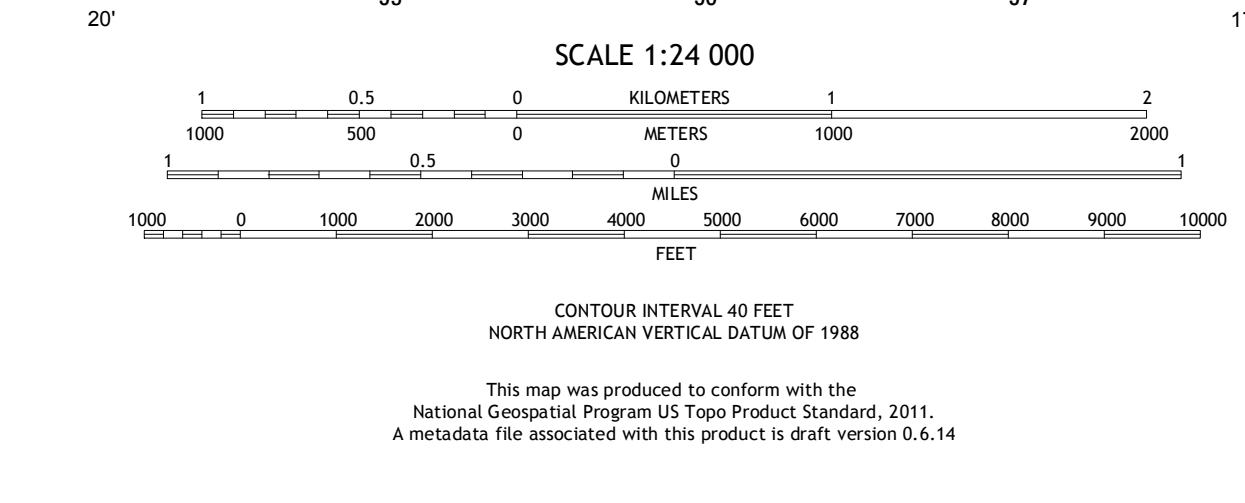 20'
SCALE 1:24 000
1 0.5 0 KILOMETERS 1 2
1000 500 0 METERS 1000 2000
1 0.5 0 1
MILES
1000 0 1000 2000 3000 4000 5000 6000 7000 8000 9000 10000
FEET
CONTOUR INTERVAL 40 FEET
NORTH AMERICAN VERTICAL DATUM OF 1988
This map was produced to conform with the
National Geospatial Program US Topo Product Standard, 2011.
A metadata file associated with this product is draft version 0.6.14